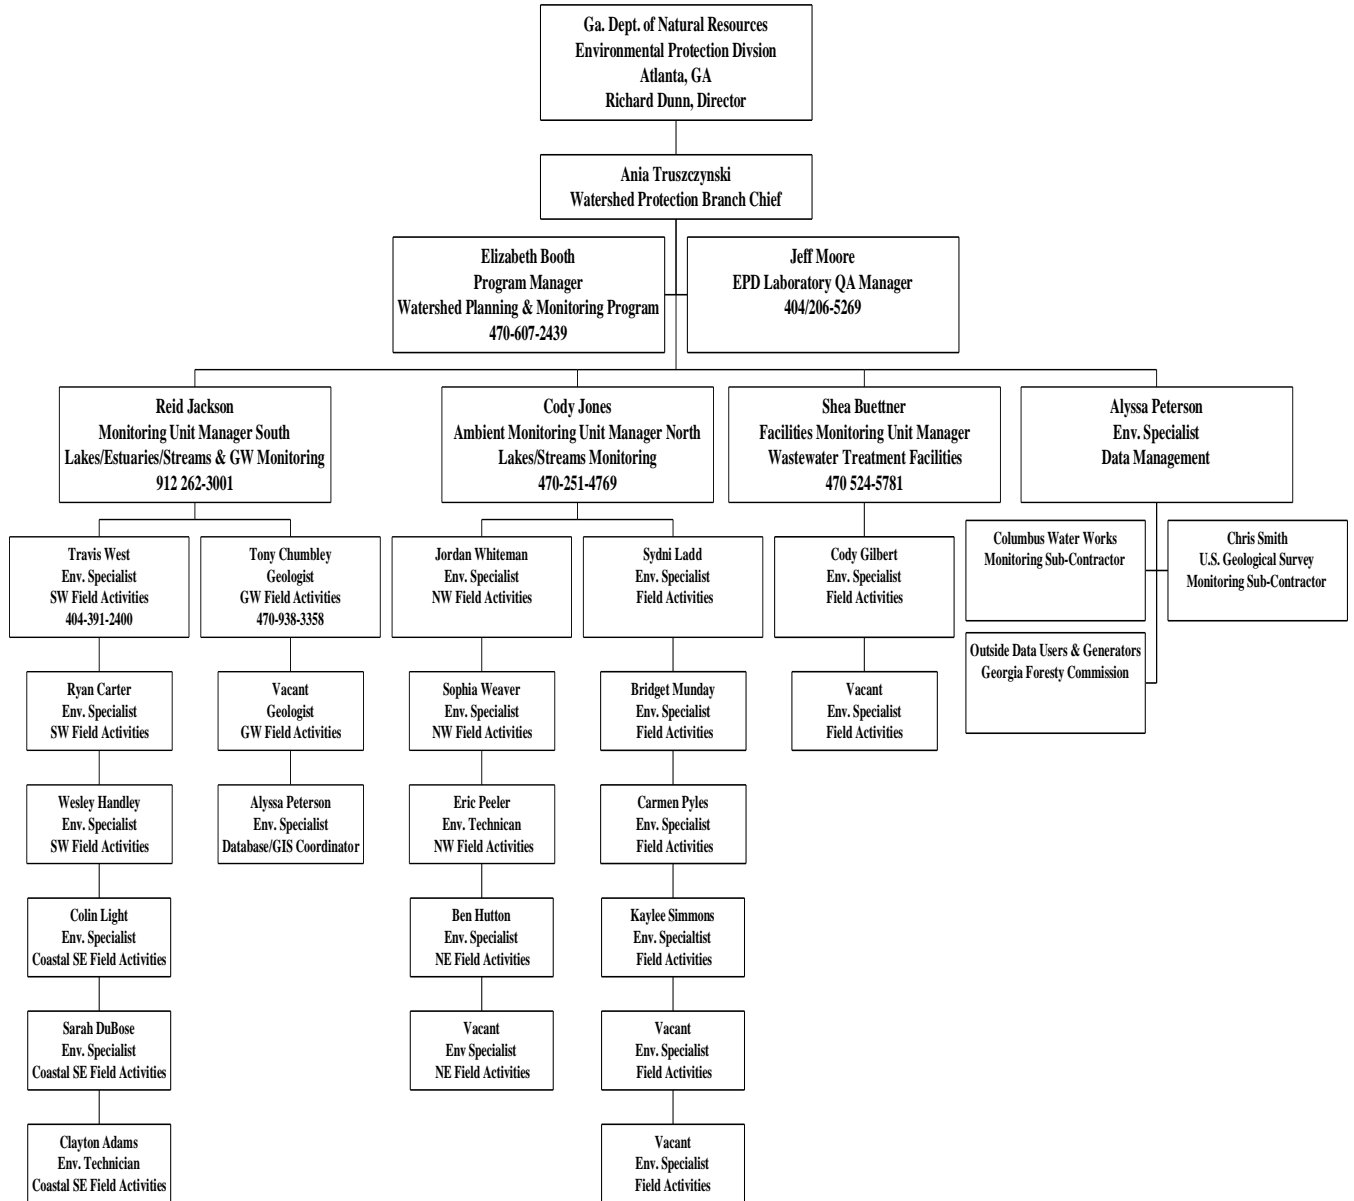 Ga. Dept. of Natural Resources
Environmental Protection Divsion
Atlanta, GA
Richard Dunn, Director
Ania Truszczynski
Watershed Protection Branch Chief
Elizabeth Booth
Program Manager
Watershed Planning & Monitoring Program
470-607-2439
Jeff Moore
EPD Laboratory QA Manager
404/206-5269
Reid Jackson
Monitoring Unit Manager South
Lakes/Estuaries/Streams & GW Monitoring
912 262-3001
Cody Jones
Ambient Monitoring Unit Manager North
Lakes/Streams Monitoring
470-251-4769
Shea Buettner
Facilities Monitoring Unit Manager
Wastewater Treatment Facilities
470 524-5781
Alyssa Peterson
Env. Specialist
Data Management
Travis West
Env. Specialist
SW Field Activities
404-391-2400
Tony Chumbley
Geologist
GW Field Activities
470-938-3358
Jordan Whiteman
Env. Specialist
NW Field Activities
Sydni Ladd
Env. Specialist
Field Activities
Cody Gilbert
Env. Specialist
Field Activities
Columbus Water Works
Monitoring Sub-Contractor
Chris Smith
U.S. Geological Survey
Monitoring Sub-Contractor
Outside Data Users & Generators
Georgia Foresty Commission
Ryan Carter
Env. Specialist
SW Field Activities
Vacant
Geologist
GW Field Activities
Sophia Weaver
Env. Specialist
NW Field Activities
Bridget Munday
Env. Specialist
Field Activities
Vacant
Env. Specialist
Field Activities
Wesley Handley
Env. Specialist
SW Field Activities
Alyssa Peterson
Env. Specialist
Database/GIS Coordinator
Eric Peeler
Env. Technican
NW Field Activities
Carmen Pyles
Env. Specialist
Field Activities
Colin Light
Env. Specialist
Coastal SE Field Activities
Ben Hutton
Env. Specialist
NE Field Activities
Kaylee Simmons
Env. Specialtist
Field Activities
Sarah DuBose
Env. Specialist
Coastal SE Field Activities
Vacant
Env Specialist
NE Field Activities
Vacant
Env. Specialist
Field Activities
Clayton Adams
Env. Technician
Coastal SE Field Activities
Vacant
Env. Specialist
Field Activities